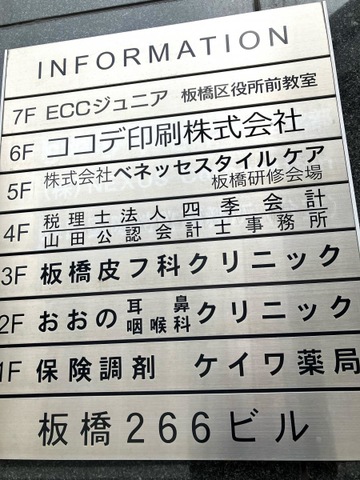 INFORMATION
7F ECCジュニア 板橋区役所前教室
6F ココデ印刷株式会社
5F 株式会社ベネッセスタイルケア
板橋研修会場
4F 税理士法人四季会計
山田公認会計士事務所
3F 板橋皮フ科クリニック
2F おおの耳鼻咽喉科クリニック
1F 保険調剤 ケイワ薬局
板橋266ビル